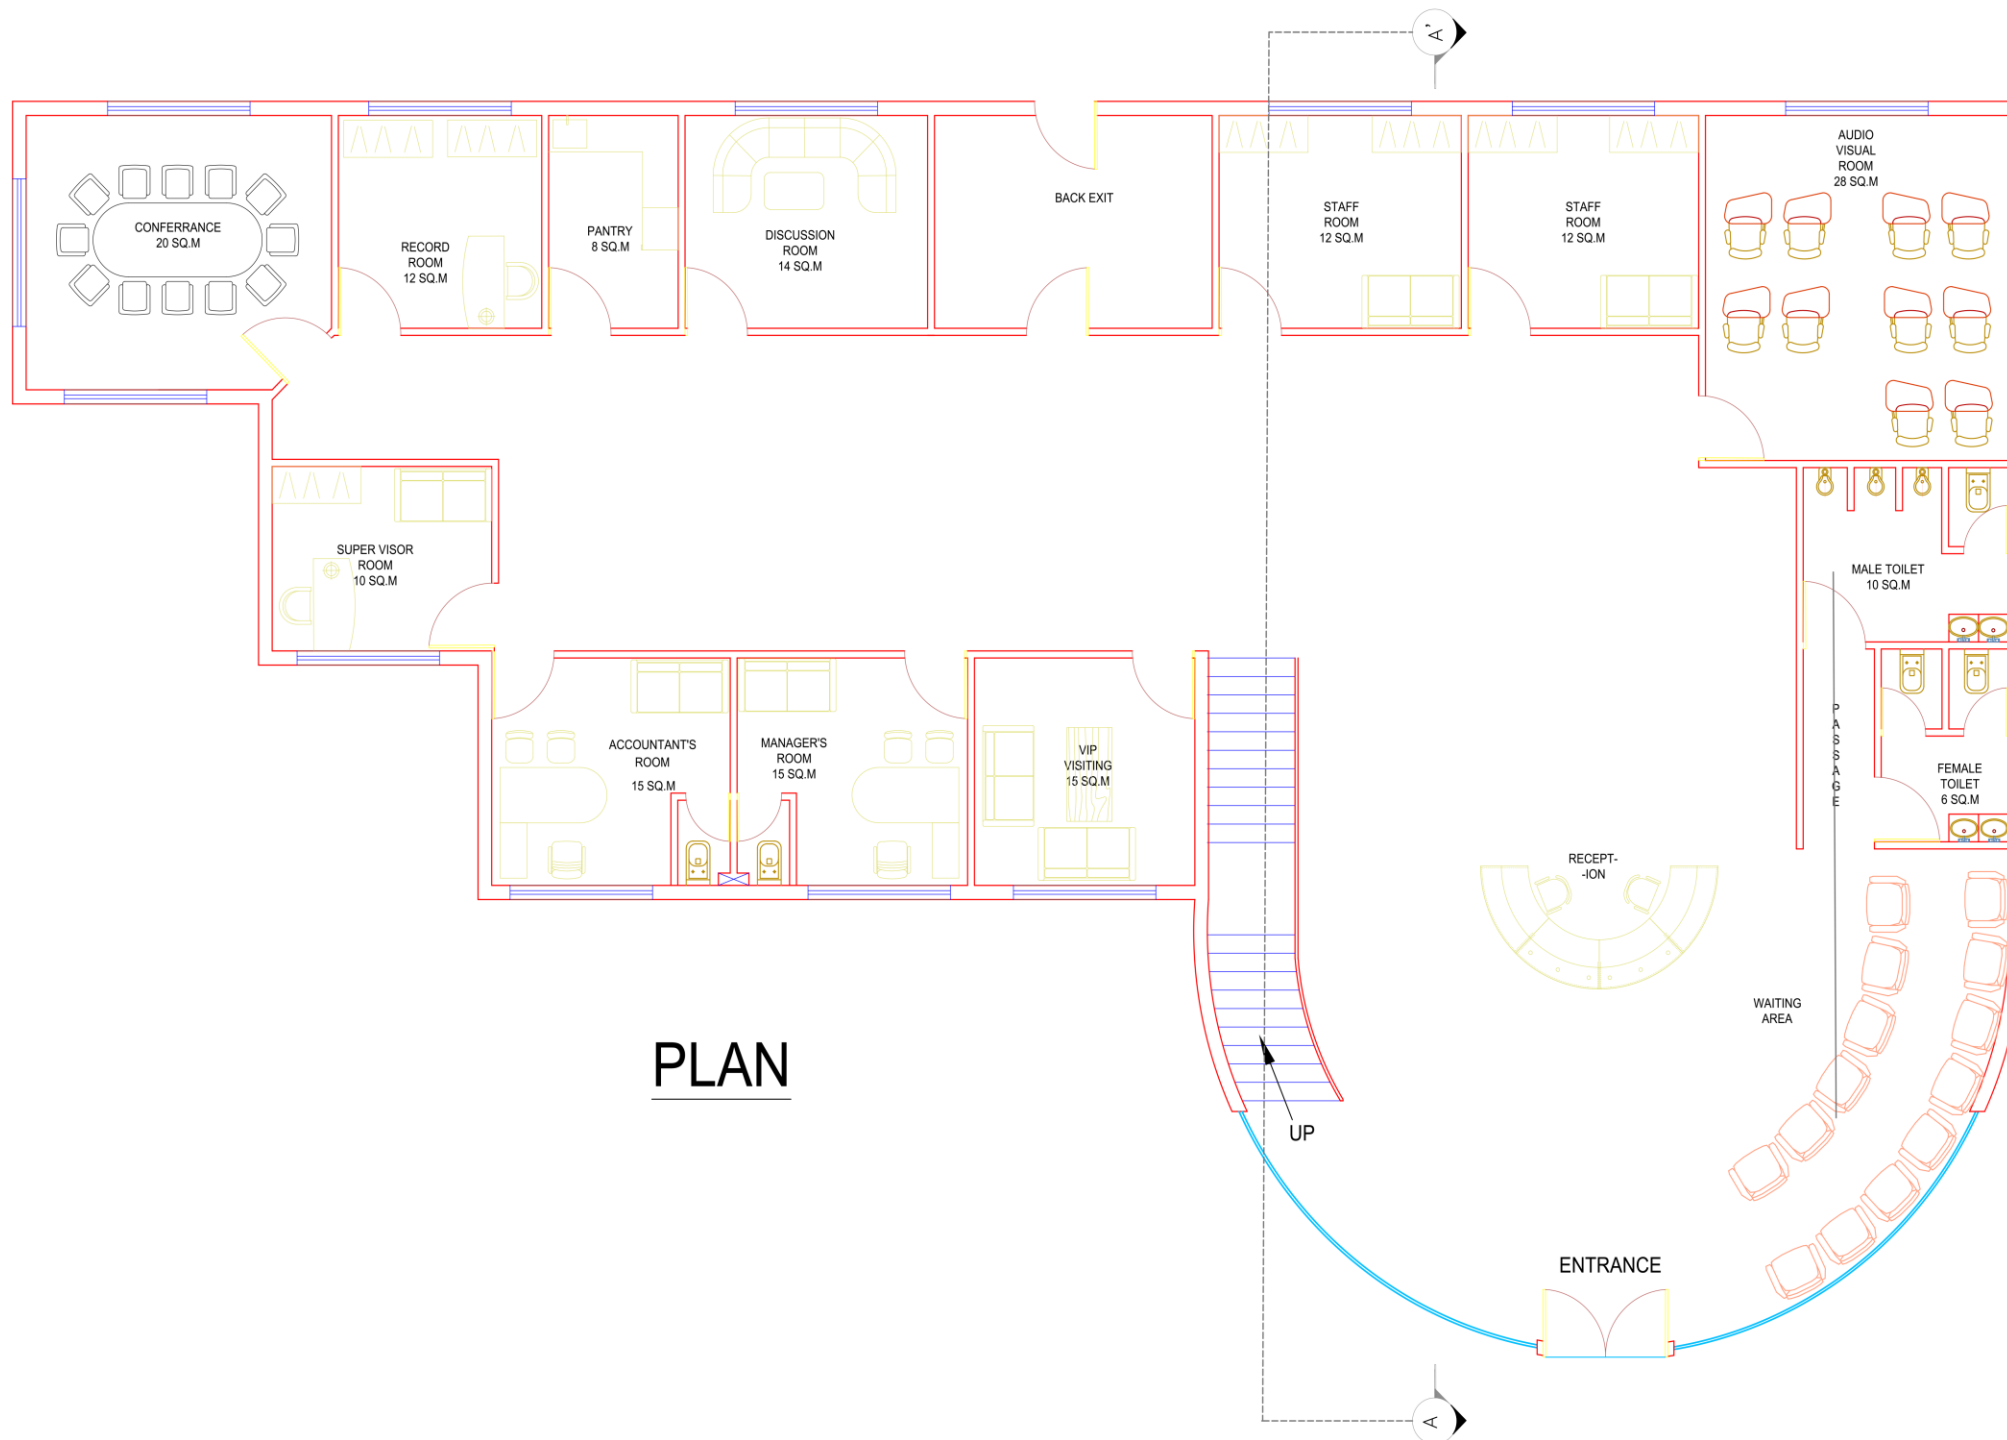 A'
AUDIO
VISUAL
ROOM
28 SQ.M
BACK EXIT
CONFERRANCE
20 SQ.M
RECORD
ROOM
12 SQ.M
PANTRY
8 SQ.M
DISCUSSION
ROOM
14 SQ.M
STAFF
ROOM
12 SQ.M
STAFF
ROOM
12 SQ.M
SUPER VISOR
ROOM
10 SQ.M
MALE TOILET
10 SQ.M
ACCOUNTANT'S
ROOM
15 SQ.M
MANAGER'S
ROOM
15 SQ.M
VIP
VISITING
15 SQ.M
PASSAGE
FEMALE
TOILET
6 SQ.M
RECEPT-
-ION
WAITING
AREA
PLAN
UP
ENTRANCE
A